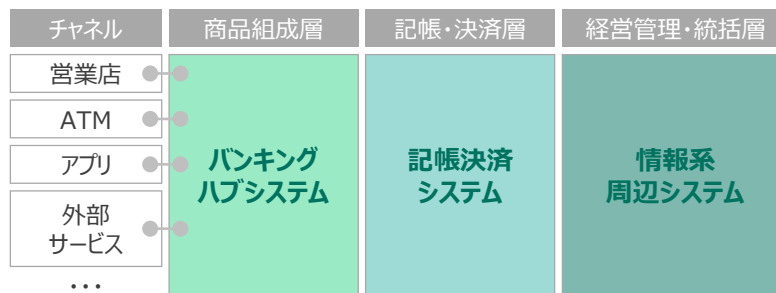 チャネル
商品組成層
記帳・決済層
経営管理・統括層
営業店
ATM
アプリ
外部
サービス
・・・
バンキング
ハブシステム
記帳決済
システム
情報系
周辺システム